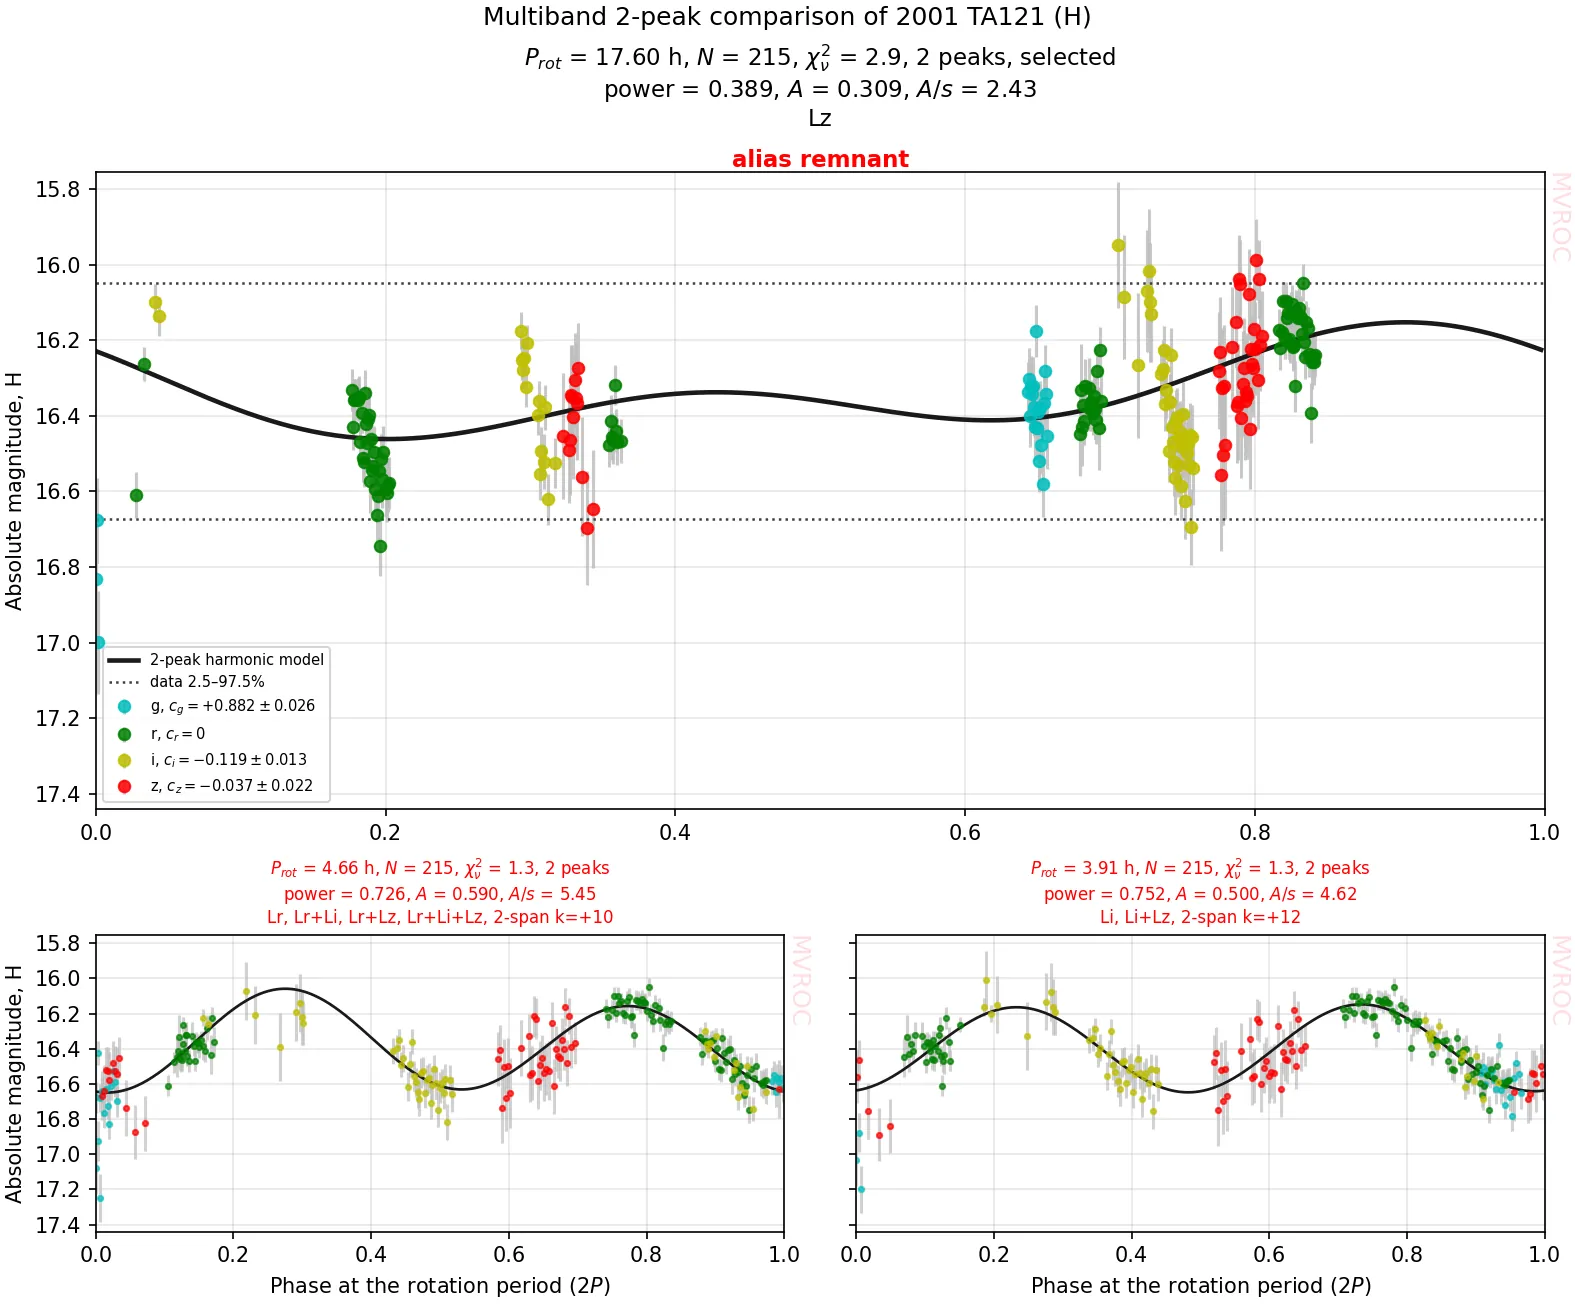 Multiband 2-peak comparison of 2001 TA121 (H)
P_rot = 17.60 h, N = 215, χ²_ν = 2.9, 2 peaks, selected
power = 0.389, A = 0.309, A/s = 2.43
Lz
alias remnant
MVROC
Absolute magnitude, H
15.8
16.0
16.2
16.4
16.6
16.8
17.0
17.2
17.4
2-peak harmonic model
data 2.5–97.5%
g, c_g = +0.882 ± 0.026
r, c_r = 0
i, c_i = −0.119 ± 0.013
z, c_z = −0.037 ± 0.022
0.0 0.2 0.4 0.6 0.8 1.0
P_rot = 4.66 h, N = 215, χ²_ν = 1.3, 2 peaks
power = 0.726, A = 0.590, A/s = 5.45
Lr, Lr+Li, Lr+Lz, Lr+Li+Lz, 2-span k=+10
MVROC
Absolute magnitude, H
15.8
16.0
16.2
16.4
16.6
16.8
17.0
17.2
17.4
0.0 0.2 0.4 0.6 0.8 1.0
Phase at the rotation period (2P)
P_rot = 3.91 h, N = 215, χ²_ν = 1.3, 2 peaks
power = 0.752, A = 0.500, A/s = 4.62
Li, Li+Lz, 2-span k=+12
MVROC
0.0 0.2 0.4 0.6 0.8 1.0
Phase at the rotation period (2P)